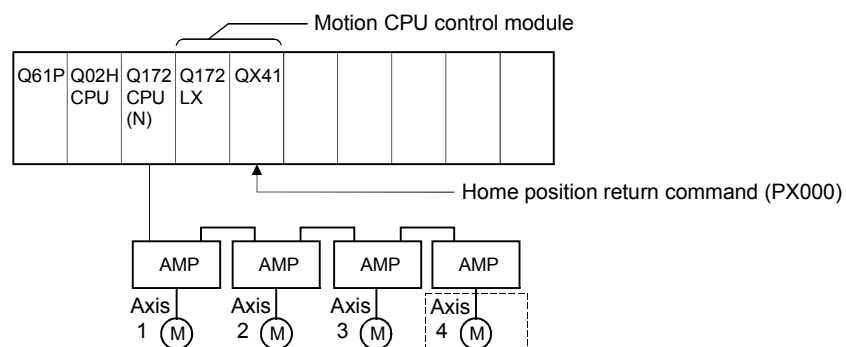 Motion CPU control module
Q61P Q02H Q172 Q172 QX41
CPU CPU LX
(N)
Home position return command (PX000)
AMP AMP AMP AMP
Axis Axis Axis Axis
1 M 2 M 3 M 4 M